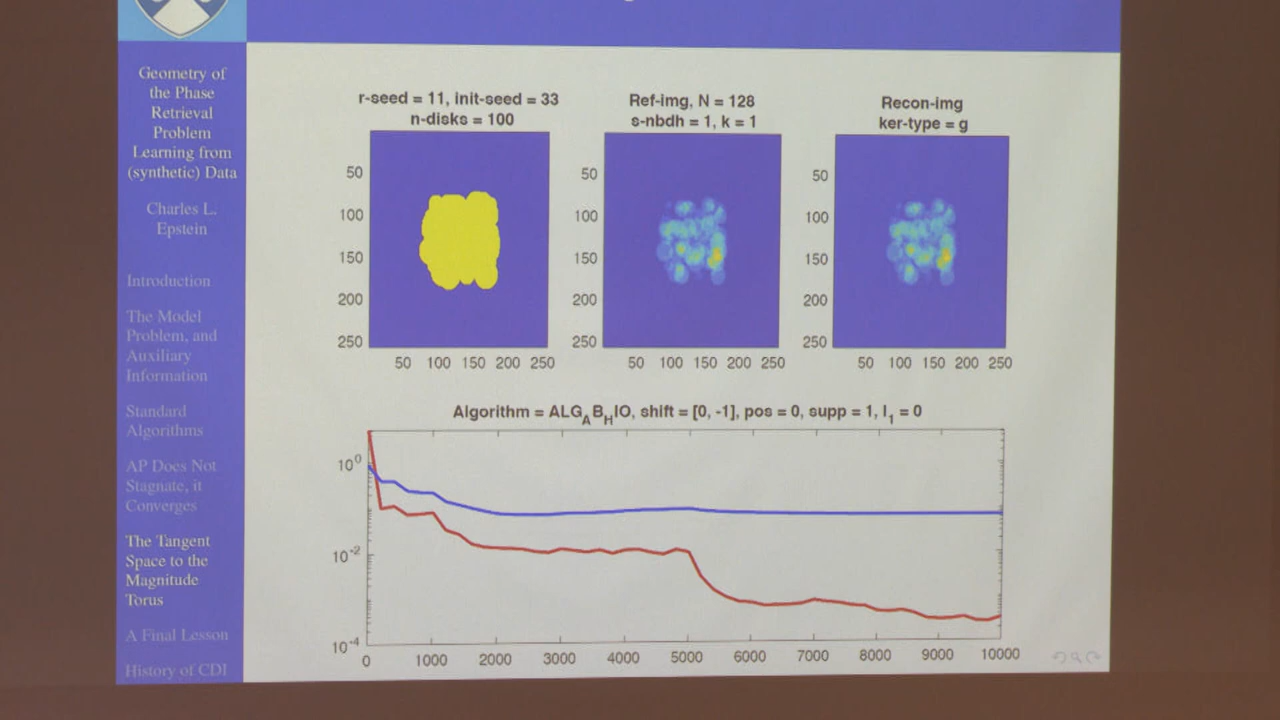 Geometry of
the Phase
Retrieval
Problem
Learning from
(synthetic) Data
Charles L.
Epstein
Introduction
The Model
Problem, and
Auxiliary
Information
Standard
Algorithms
AP Does Not
Stagnate, it
Converges
The Tangent
Space to the
Magnitude
Torus
A Final Lesson
History of CDI
r-seed = 11, init-seed = 33
n-disks = 100
50
100
150
200
250
50 100 150 200 250
Ref-img, N = 128
s-nbdh = 1, k = 1
50
100
150
200
250
50 100 150 200 250
Recon-img
ker-type = g
50
100
150
200
250
50 100 150 200 250
Algorithm = ALG_AB_HIO, shift = [0, -1], pos = 0, supp = 1, l_1 = 0
10^0
10^-2
10^-4
0 1000 2000 3000 4000 5000 6000 7000 8000 9000 10000